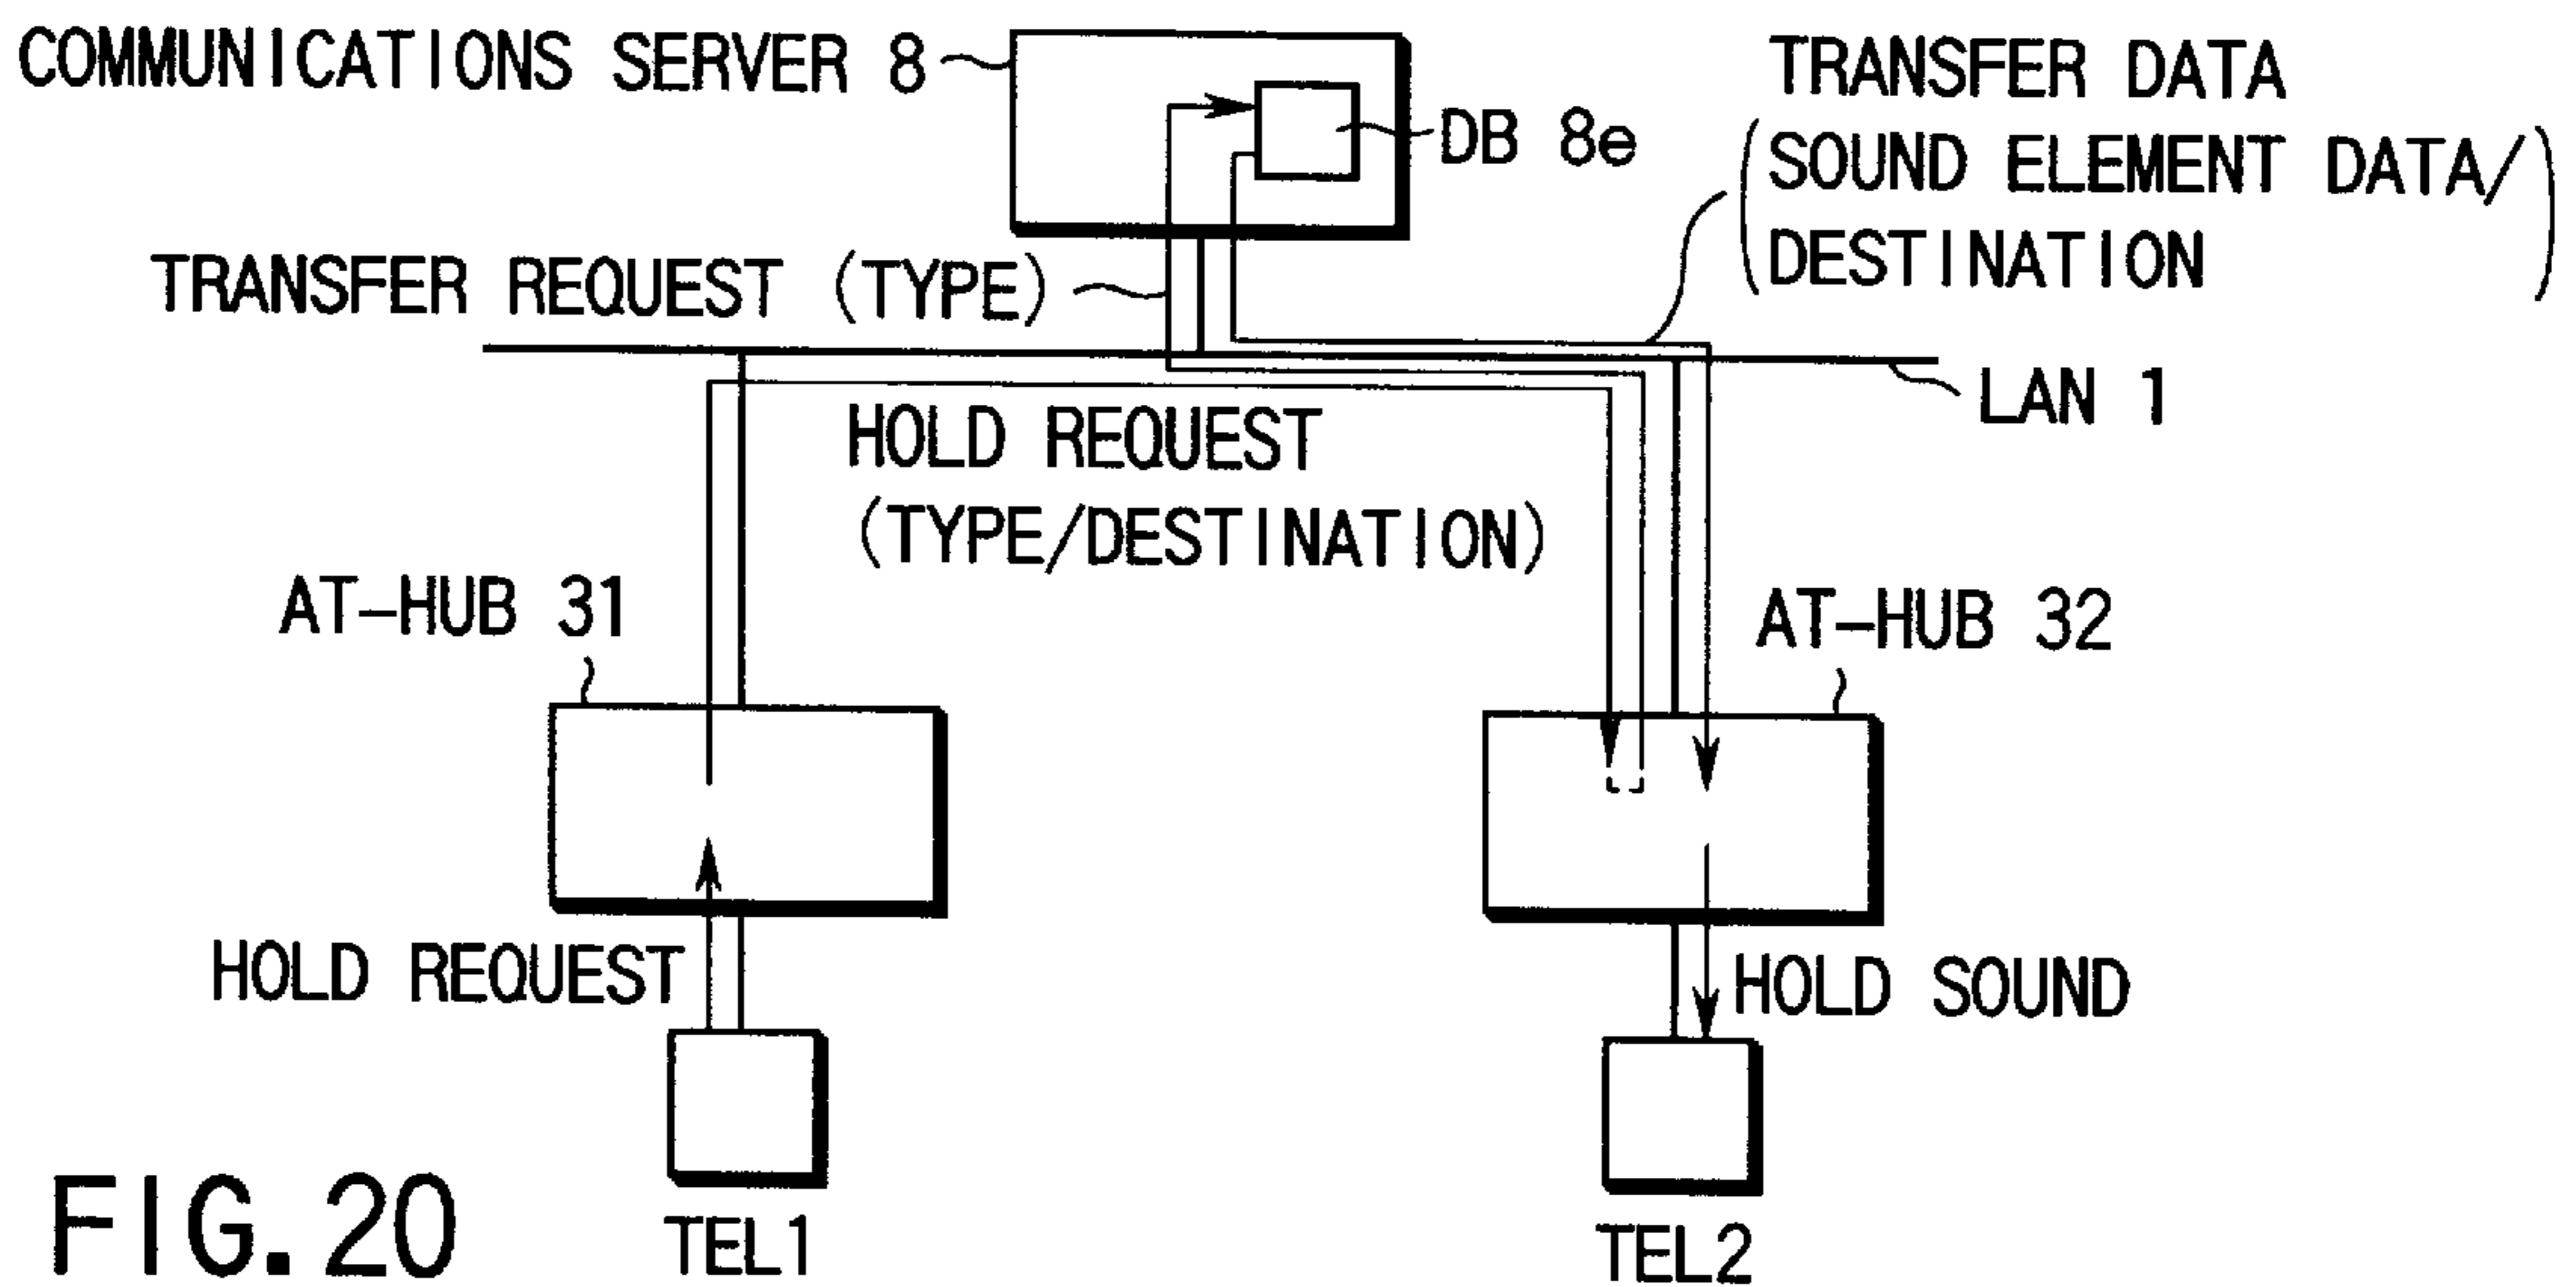 COMMUNICATIONS SERVER 8
DB 8e
TRANSFER DATA
(SOUND ELEMENT DATA/
DESTINATION)
TRANSFER REQUEST (TYPE)
LAN 1
HOLD REQUEST
(TYPE/DESTINATION)
AT-HUB 31
AT-HUB 32
HOLD REQUEST
HOLD SOUND
TEL1
TEL2
FIG.20